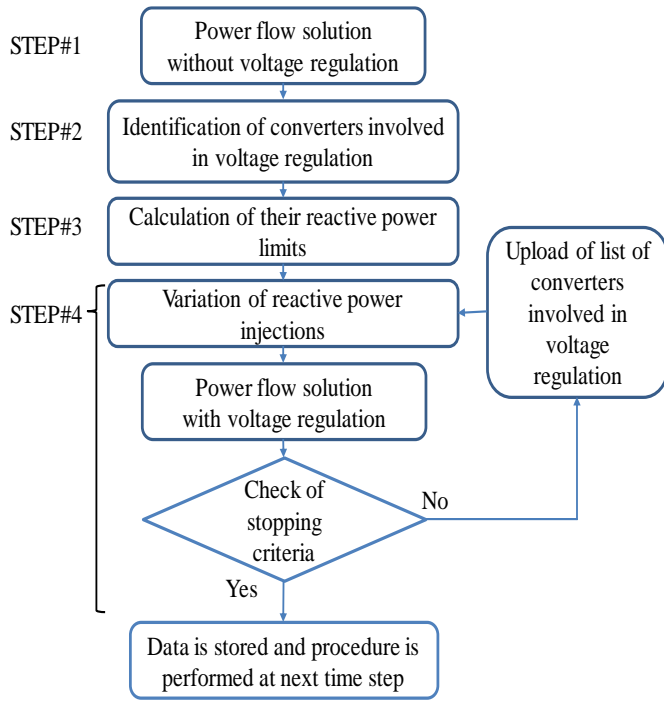 STEP#1
Power flow solution
without voltage regulation
STEP#2
Identification of converters involved
in voltage regulation
STEP#3
Calculation of their reactive power
limits
STEP#4
Variation of reactive power
injections
Upload of list of
converters
involved in
voltage
regulation
Power flow solution
with voltage regulation
Check of
stopping
criteria
No
Yes
Data is stored and procedure is
performed at next time step